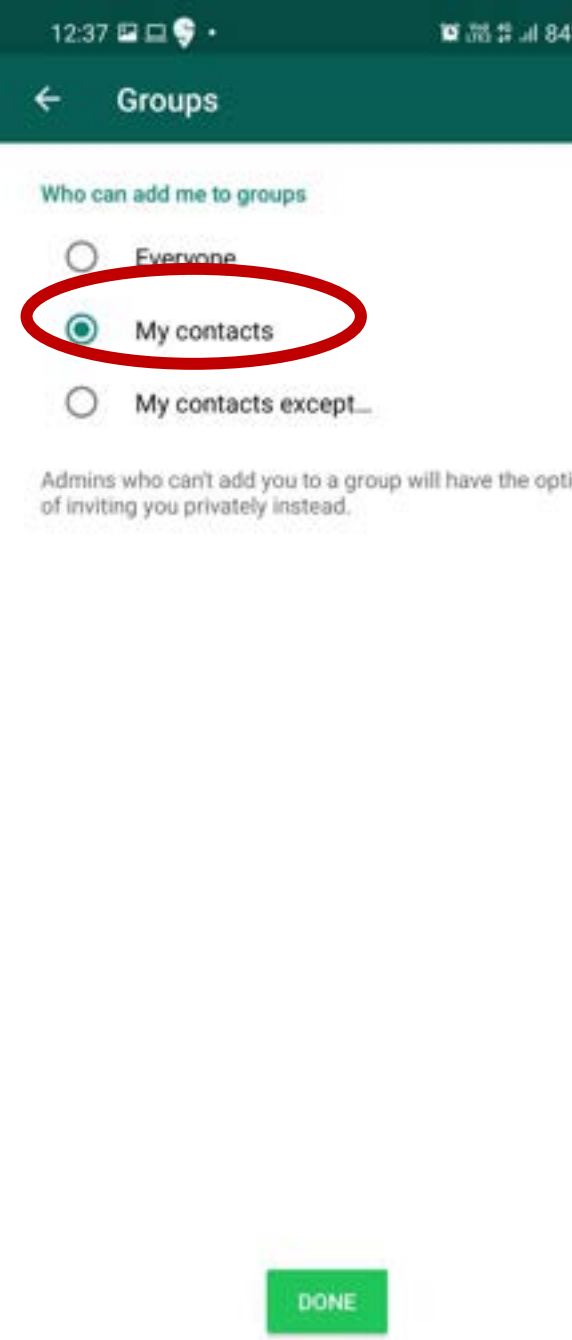 12:37
84
Groups
Who can add me to groups
Everyone
My contacts
My contacts except...
Admins who can't add you to a group will have the opti
of inviting you privately instead.
DONE